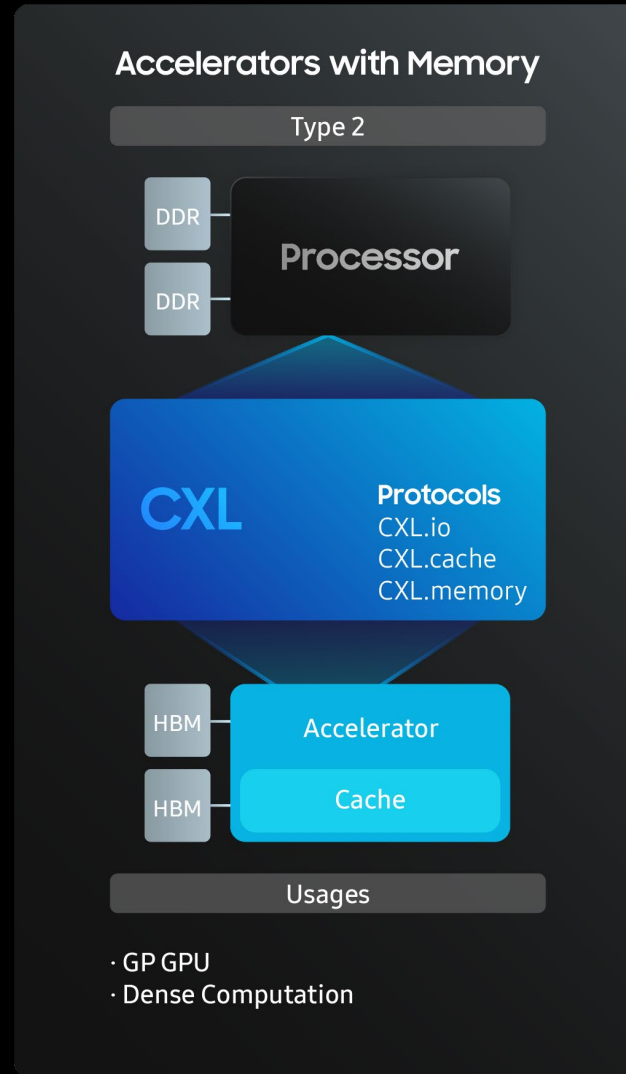 Accelerators with Memory
Type 2
DDR
Processor
DDR
CXL
Protocols
CXL.io
CXL.cache
CXL.memory
HBM
Accelerator
HBM
Cache
Usages
· GP GPU
· Dense Computation